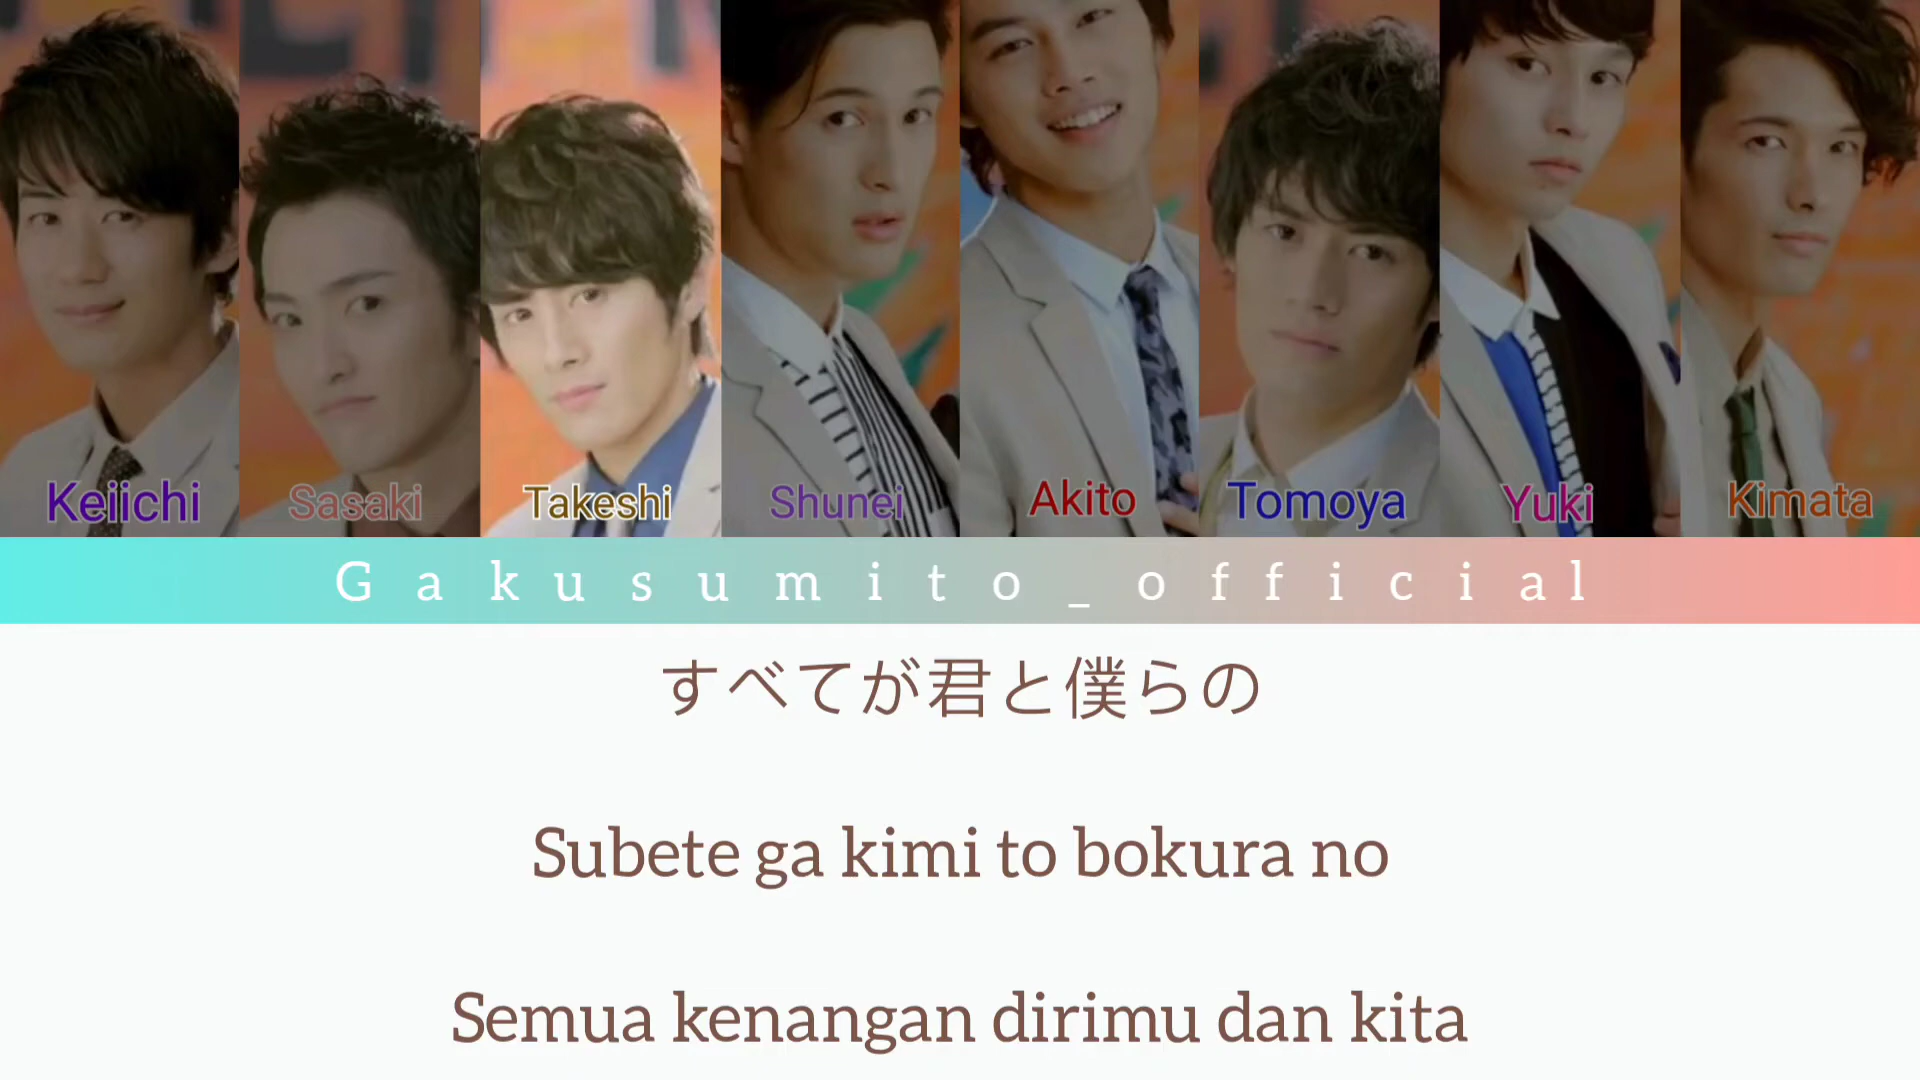 Keiichi Sasaki Takeshi Shunei Akito Tomoya Yuki Kimata
Gakusumito_official
すべてが君と僕らの
Subete ga kimi to bokura no
Semua kenangan dirimu dan kita